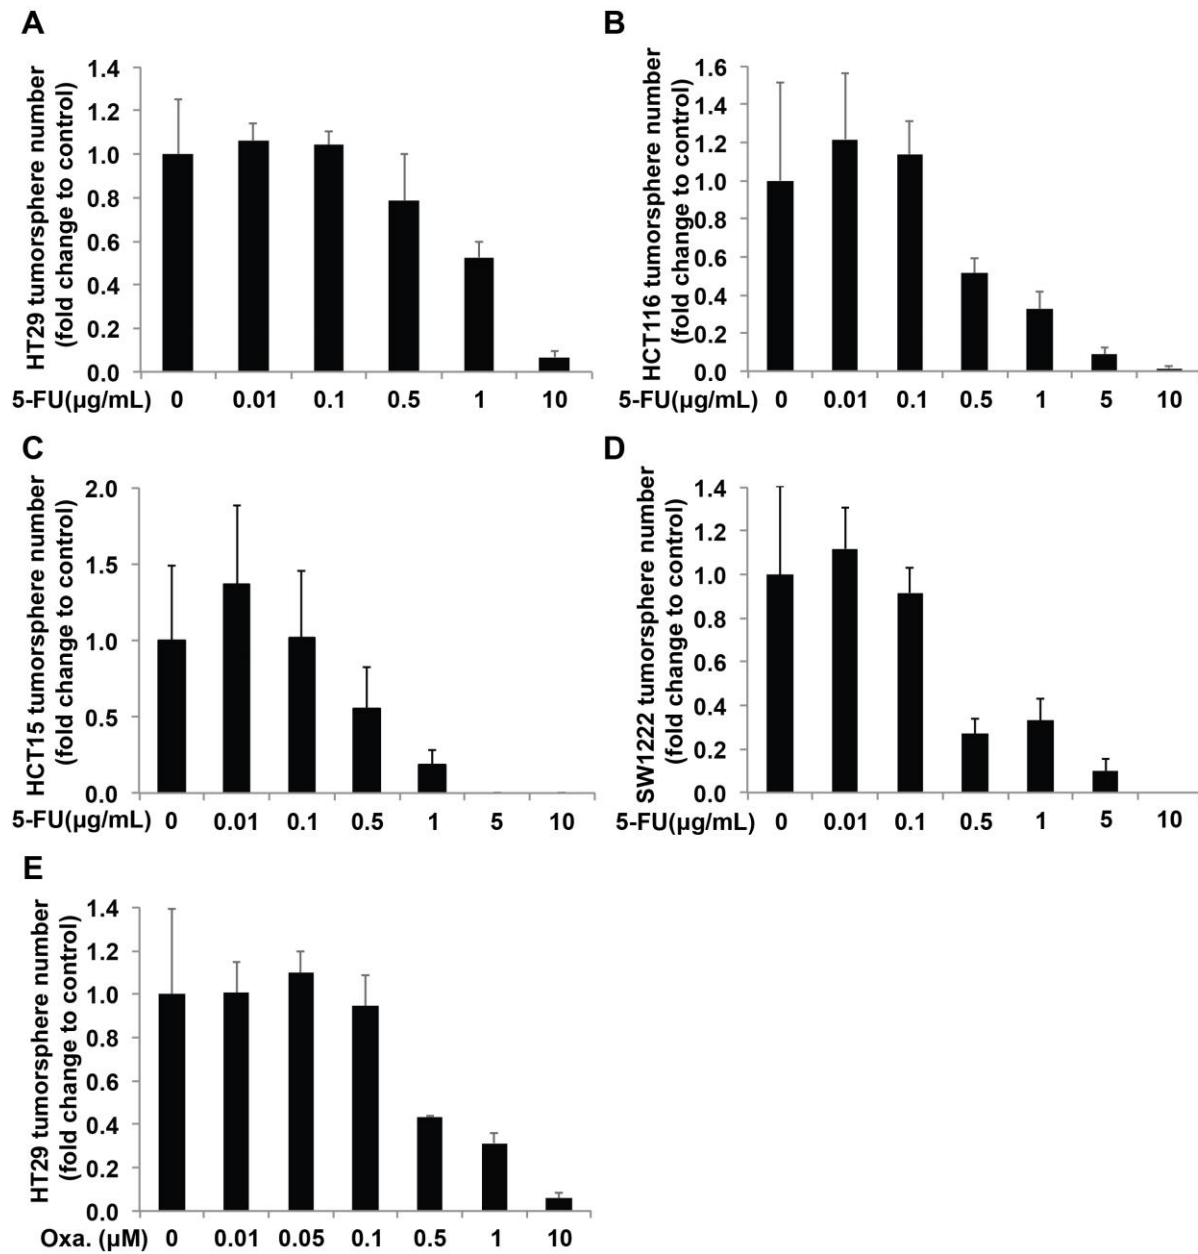 A
HT29 tumorsphere number
(fold change to control)
1.4
1.2
1.0
0.8
0.6
0.4
0.2
0.0
5-FU(µg/mL) 0 0.01 0.1 0.5 1 10
B
HCT116 tumorsphere number
(fold change to control)
1.6
1.4
1.2
1.0
0.8
0.6
0.4
0.2
0.0
5-FU(µg/mL) 0 0.01 0.1 0.5 1 5 10
C
HCT15 tumorsphere number
(fold change to control)
2.0
1.5
1.0
0.5
0.0
5-FU(µg/mL) 0 0.01 0.1 0.5 1 5 10
D
SW1222 tumorsphere number
(fold change to control)
1.4
1.2
1.0
0.8
0.6
0.4
0.2
0.0
5-FU(µg/mL) 0 0.01 0.1 0.5 1 5 10
E
HT29 tumorsphere number
(fold change to control)
1.4
1.2
1.0
0.8
0.6
0.4
0.2
0.0
Oxa. (µM) 0 0.01 0.05 0.1 0.5 1 10